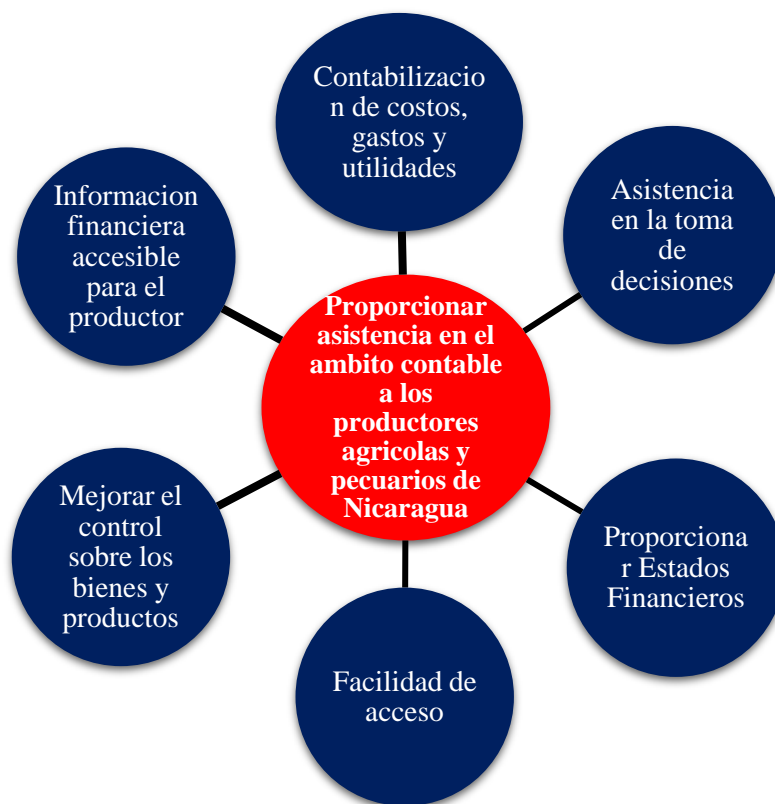 Contabilizacio
n de costos,
gastos y
utilidades
Asistencia
en la toma
de
decisiones
Proporciona
r Estados
Financieros
Facilidad de
acceso
Mejorar el
control
sobre los
bienes y
productos
Informacion
financiera
accesible
para el
productor
Proporcionar
asistencia en el
ambito contable
a los
productores
agricolas y
pecuarios de
Nicaragua